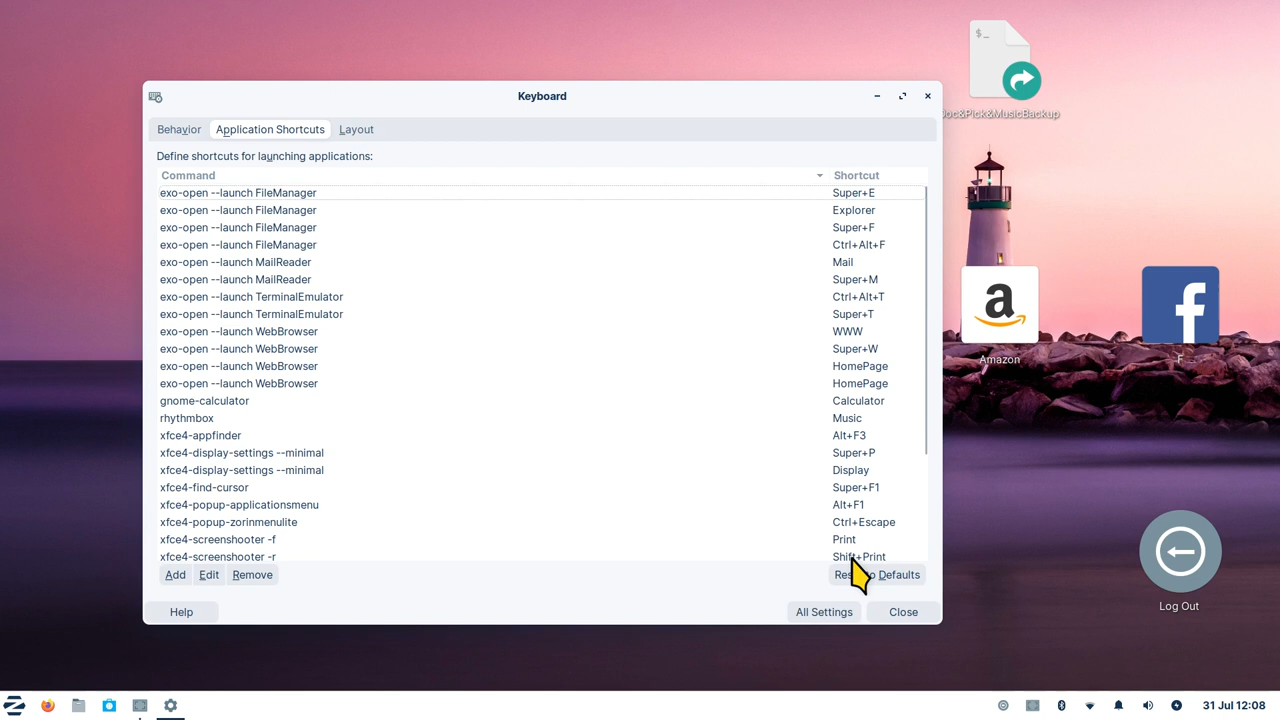 $_
Doc&Pick&MusicBackup
Keyboard
Behavior Application Shortcuts Layout
Define shortcuts for launching applications:
Command Shortcut
exo-open --launch FileManager Super+E
exo-open --launch FileManager Explorer
exo-open --launch FileManager Super+F
exo-open --launch FileManager Ctrl+Alt+F
exo-open --launch MailReader Mail
exo-open --launch MailReader Super+M
exo-open --launch TerminalEmulator Ctrl+Alt+T
exo-open --launch TerminalEmulator Super+T
exo-open --launch WebBrowser WWW
exo-open --launch WebBrowser Super+W
exo-open --launch WebBrowser HomePage
exo-open --launch WebBrowser HomePage
gnome-calculator Calculator
rhythmbox Music
xfce4-appfinder Alt+F3
xfce4-display-settings --minimal Super+P
xfce4-display-settings --minimal Display
xfce4-find-cursor Super+F1
xfce4-popup-applicationsmenu Alt+F1
xfce4-popup-zorinmenulite Ctrl+Escape
xfce4-screenshooter -f Print
xfce4-screenshooter -r Shift+Print
Add Edit Remove Defaults
Help All Settings Close
a
Amazon
f
F
Log Out
31 Jul 12:08